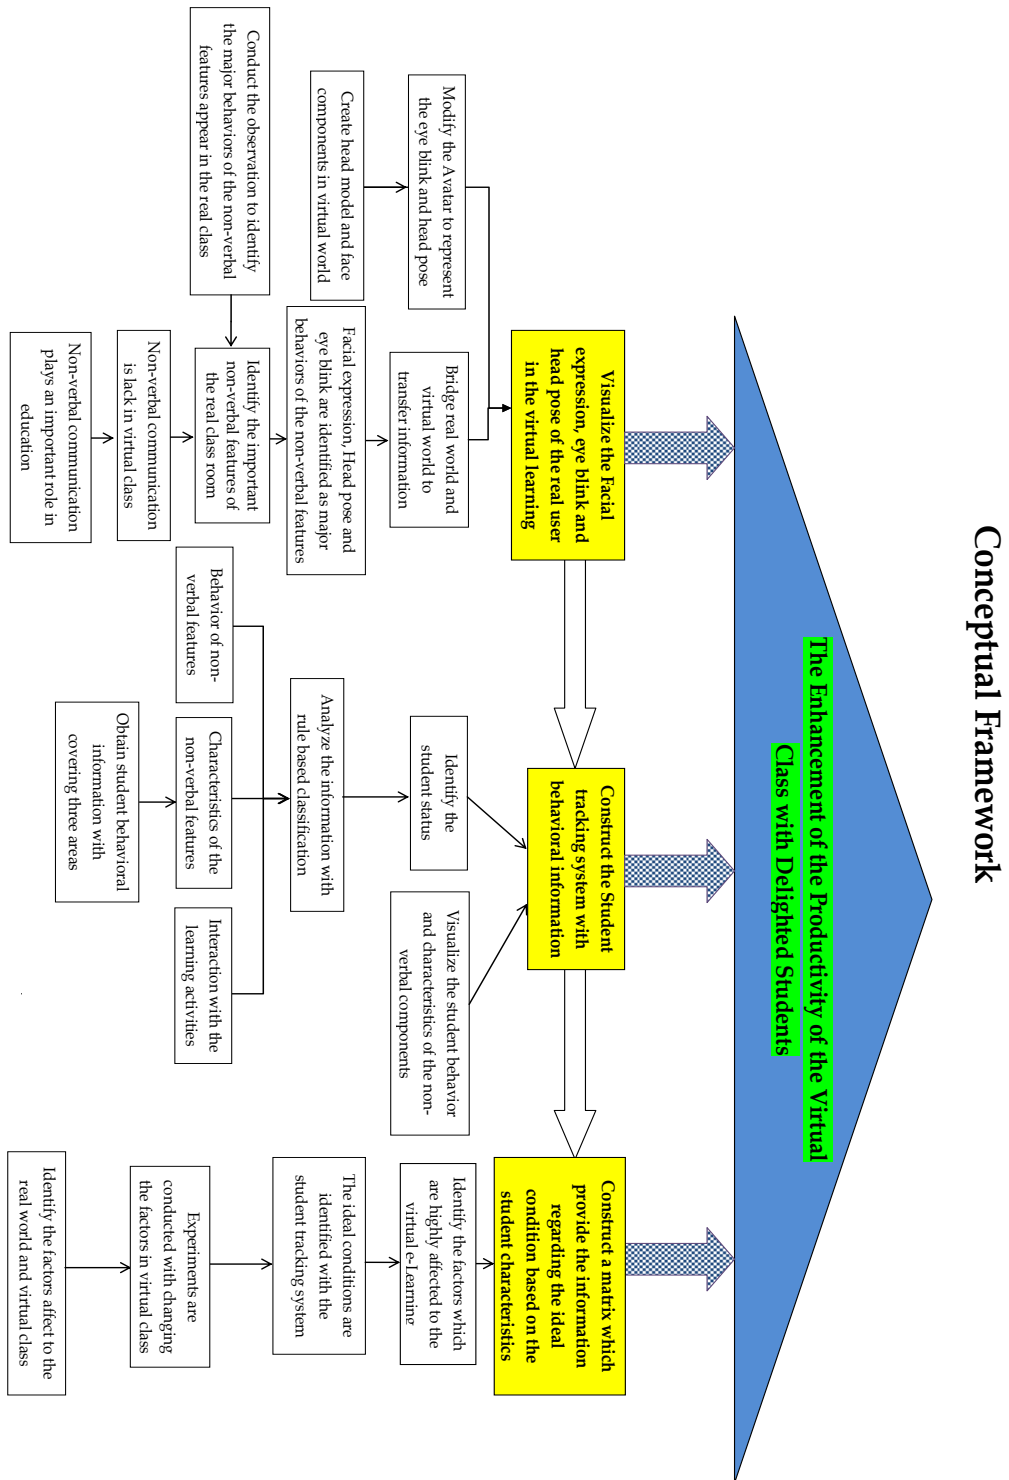 Conceptual Framework
The Enhancement of the Productivity of the Virtual
Class with Delighted Students
Visualize the Facial
expression, eye blink and
head pose of the real user
in the virtual learning
Construct the Student
tracking system with
behavioral information
Construct a matrix which
provide the information
regarding the ideal
condition based on the
student characteristics
Modify the Avatar to represent
the eye blink and head pose
Bridge real world and
virtual world to
transfer information
Identify the
student status
Visualize the student behavior
and characteristics of the non-
verbal components
Identify the factors which
are highly affected to the
virtual e-Learning
Create head model and face
components in virtual world
Facial expression, Head pose and
eye blink are identified as major
behaviors of the non-verbal features
Analyze the information with
rule based classification
The ideal conditions are
identified with the
student tracking system
Conduct the observation to identify
the major behaviors of the non-verbal
features appear in the real class
Identify the important
non-verbal features of
the real class room
Behavior of non-
verbal features
Characteristics of the
non-verbal features
Interaction with the
learning activities
Experiments are
conducted with changing
the factors in virtual class
Non-verbal communication
is lack in virtual class
Obtain student behavioral
information with
covering three areas
Non-verbal communication
plays an important role in
education
Identify the factors affect to the
real world and virtual class